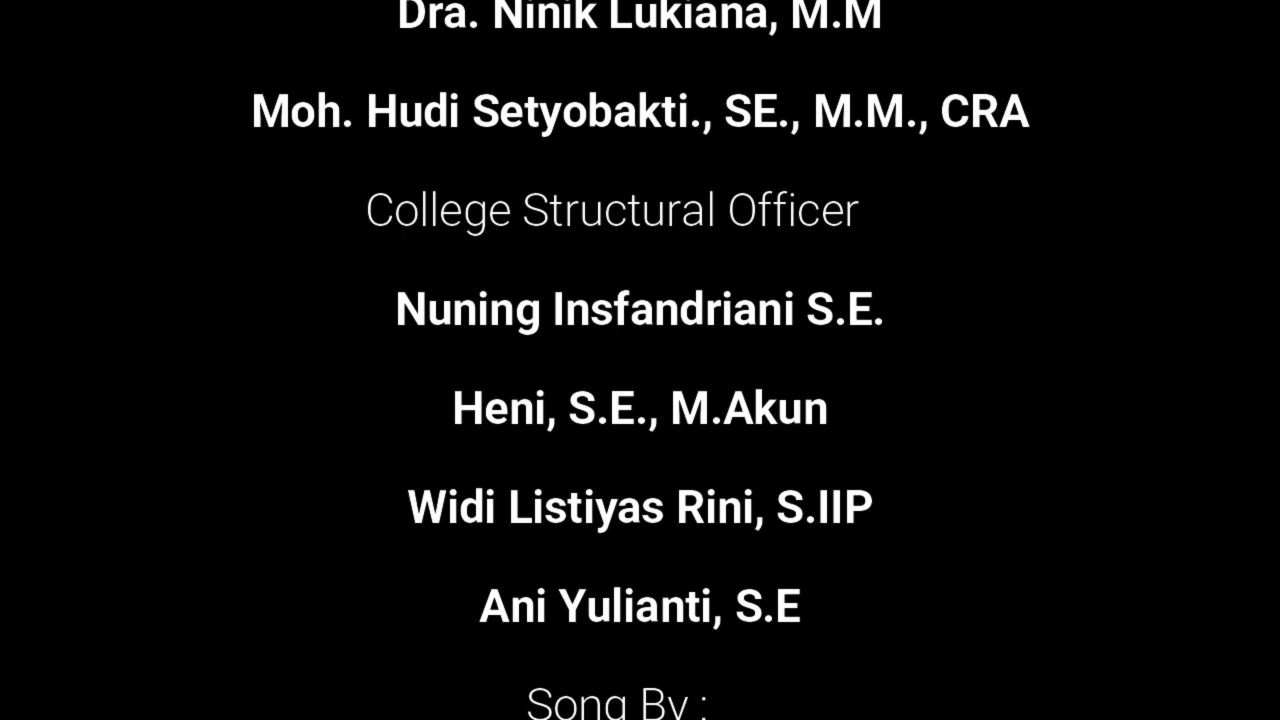 Dra. Ninik Lukiana, M.M
Moh. Hudi Setyobakti., SE., M.M., CRA
College Structural Officer
Nuning Insfandriani S.E.
Heni, S.E., M.Akun
Widi Listiyas Rini, S.IIP
Ani Yulianti, S.E
Song By :